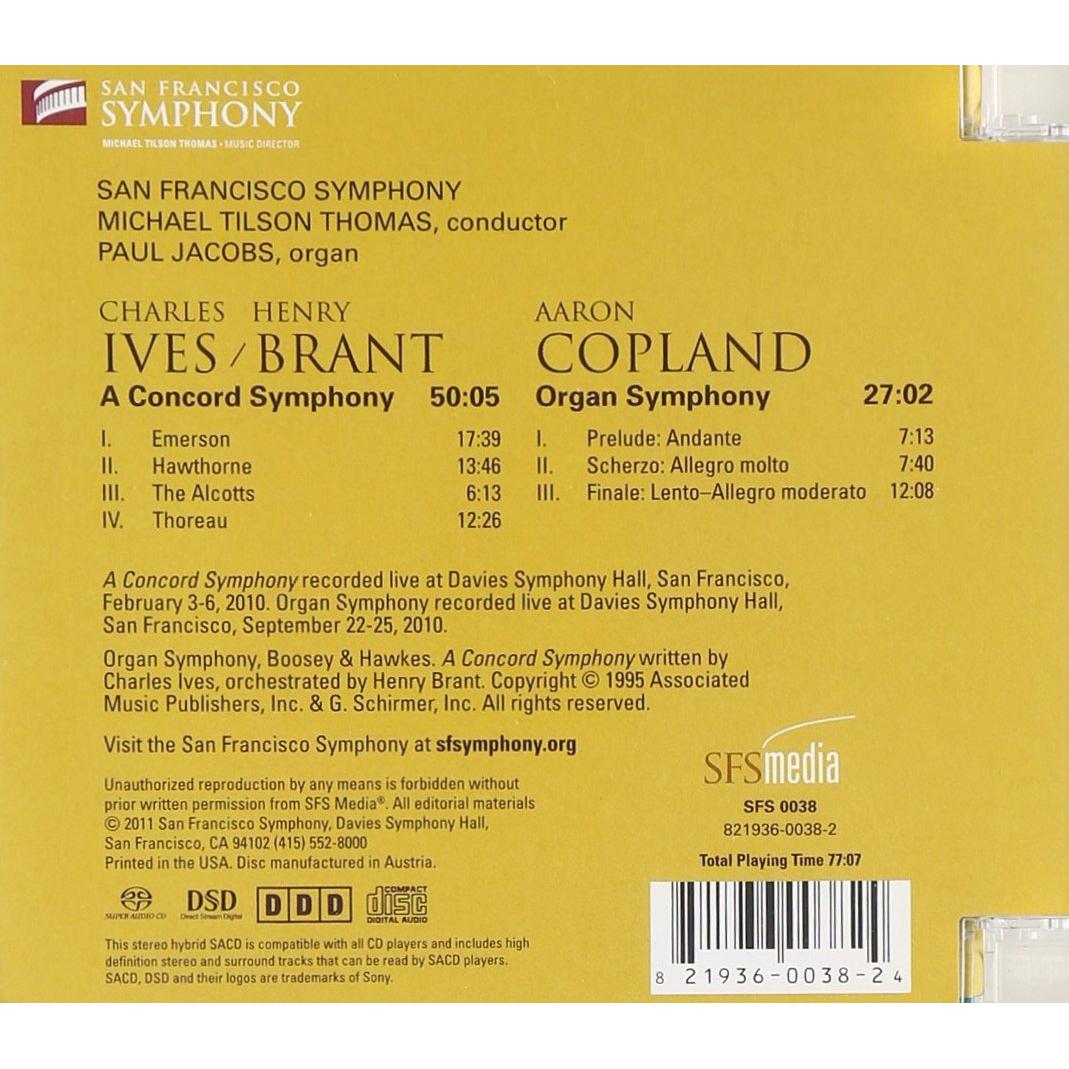 SAN FRANCISCO
SYMPHONY
MICHAEL TILSON THOMAS • MUSIC DIRECTOR
SAN FRANCISCO SYMPHONY
MICHAEL TILSON THOMAS, conductor
PAUL JACOBS, organ
CHARLES HENRY
IVES / BRANT
A Concord Symphony 50:05
I. Emerson 17:39
II. Hawthorne 13:46
III. The Alcotts 6:13
IV. Thoreau 12:26
AARON
COPLAND
Organ Symphony 27:02
I. Prelude: Andante 7:13
II. Scherzo: Allegro molto 7:40
III. Finale: Lento–Allegro moderato 12:08
A Concord Symphony recorded live at Davies Symphony Hall, San Francisco,
February 3-6, 2010. Organ Symphony recorded live at Davies Symphony Hall,
San Francisco, September 22-25, 2010.
Organ Symphony, Boosey & Hawkes. A Concord Symphony written by
Charles Ives, orchestrated by Henry Brant. Copyright © 1995 Associated
Music Publishers, Inc. & G. Schirmer, Inc. All rights reserved.
Visit the San Francisco Symphony at sfsymphony.org
Unauthorized reproduction by any means is forbidden without
prior written permission from SFS Media®. All editorial materials
© 2011 San Francisco Symphony, Davies Symphony Hall,
San Francisco, CA 94102 (415) 552-8000
Printed in the USA. Disc manufactured in Austria.
SUPER AUDIO CD
DSD
Direct Stream Digital
DDD
COMPACT
disc
DIGITAL AUDIO
This stereo hybrid SACD is compatible with all CD players and includes high
definition stereo and surround tracks that can be read by SACD players.
SACD, DSD and their logos are trademarks of Sony.
SFSmedia
SFS 0038
821936-0038-2
Total Playing Time 77:07
8 21936-0038-2 4